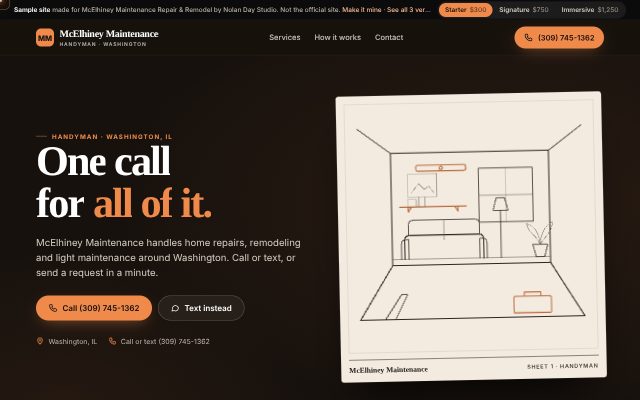 Sample site made for McElhiney Maintenance Repair & Remodel by Nolan Day Studio. Not the official site. Make it mine · See all 3 ver...
Starter $300 Signature $750 Immersive $1,250
MM McElhiney Maintenance
HANDYMAN · WASHINGTON
Services How it works Contact
(309) 745-1362
HANDYMAN · WASHINGTON, IL
One call
for all of it.
McElhiney Maintenance handles home repairs, remodeling
and light maintenance around Washington. Call or text, or
send a request in a minute.
Call (309) 745-1362 Text instead
Washington, IL Call or text (309) 745-1362
McElhiney Maintenance SHEET 1 · HANDYMAN